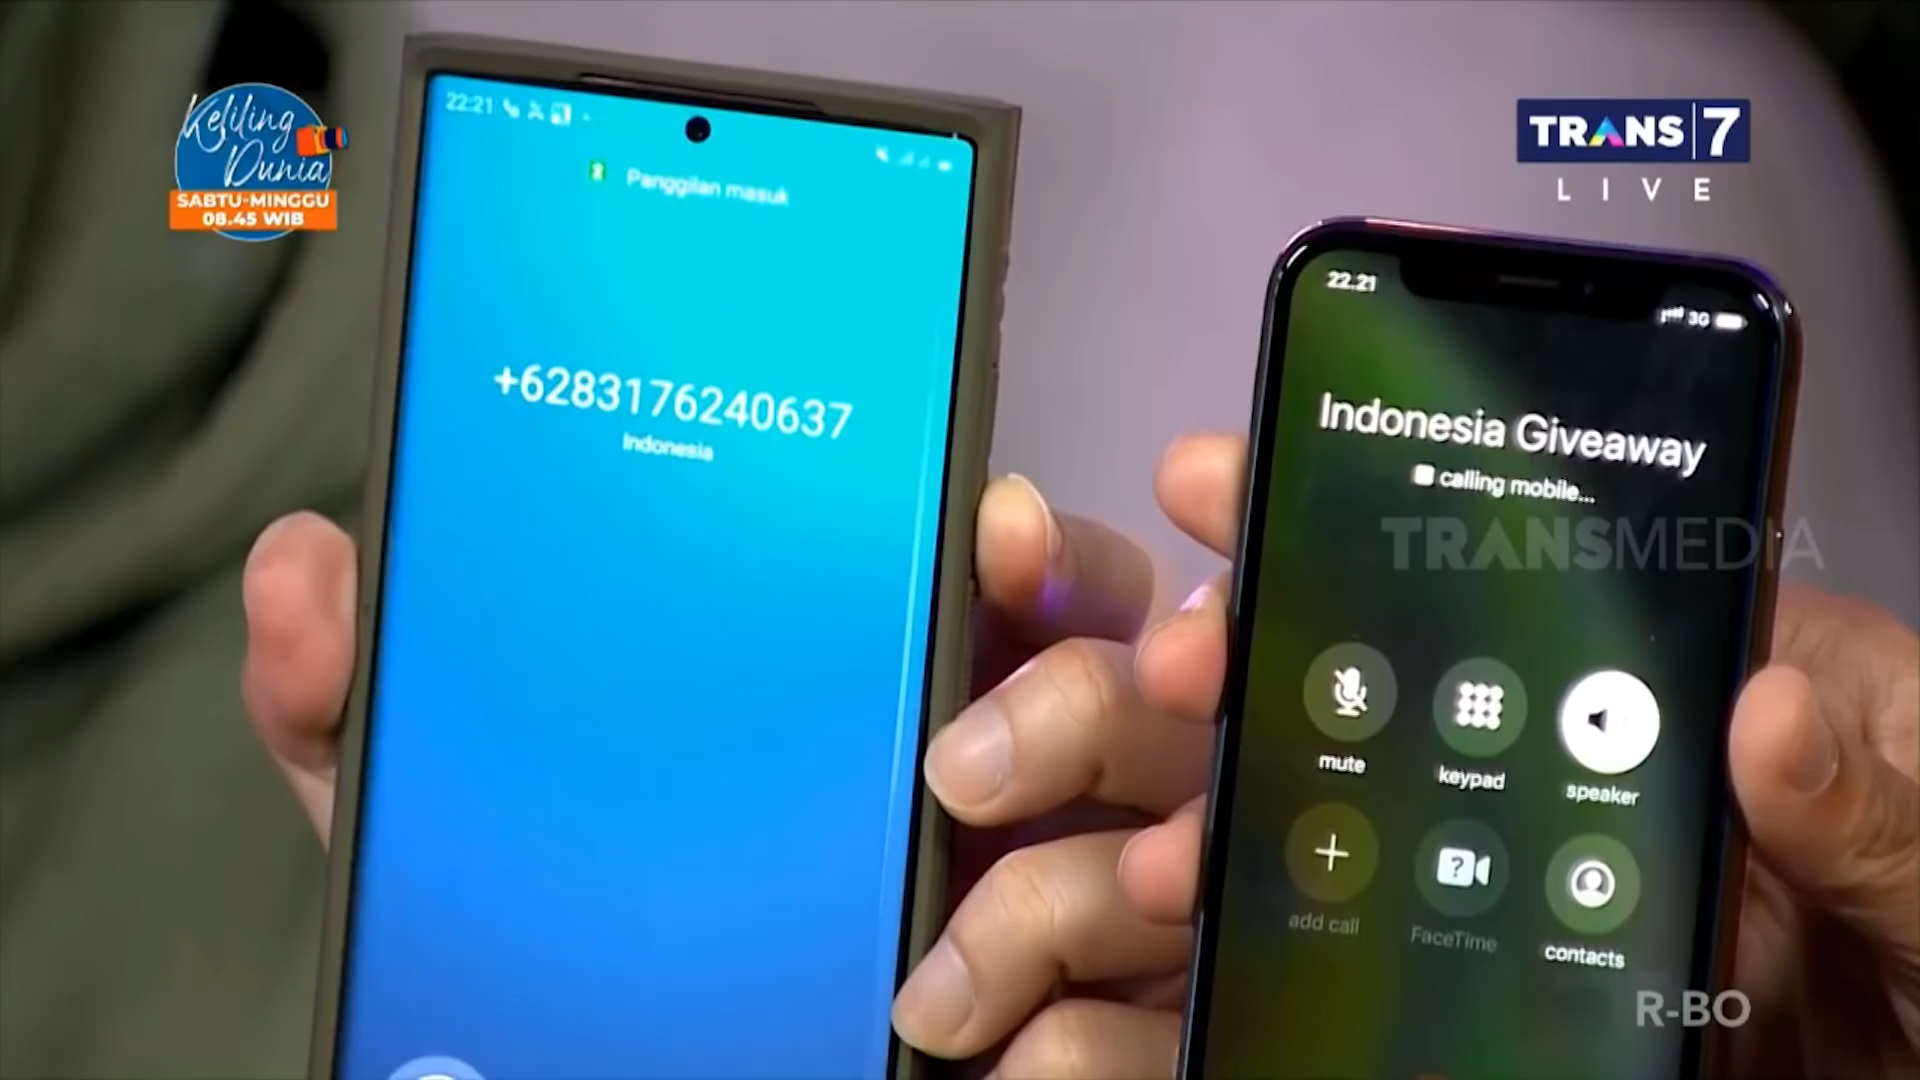 Keliling
Dunia
SABTU-MINGGU
08.45 WIB
TRANS|7
LIVE
22:21
Panggilan masuk
+6283176240637
Indonesia
22.21
3G
Indonesia Giveaway
calling mobile...
TRANSMEDIA
mute
keypad
speaker
add call
FaceTime
contacts
R-BO